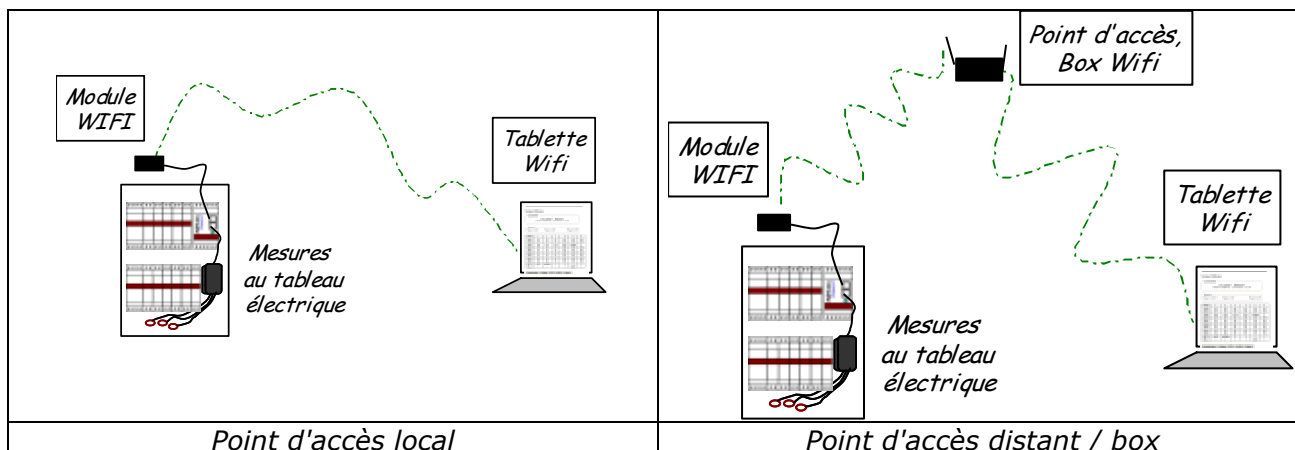 Module
WIFI
Tablette
Wifi
Mesures
au tableau
électrique
Point d'accès local
Point d'accès,
Box Wifi
Module
WIFI
Tablette
Wifi
Mesures
au tableau
électrique
Point d'accès distant / box